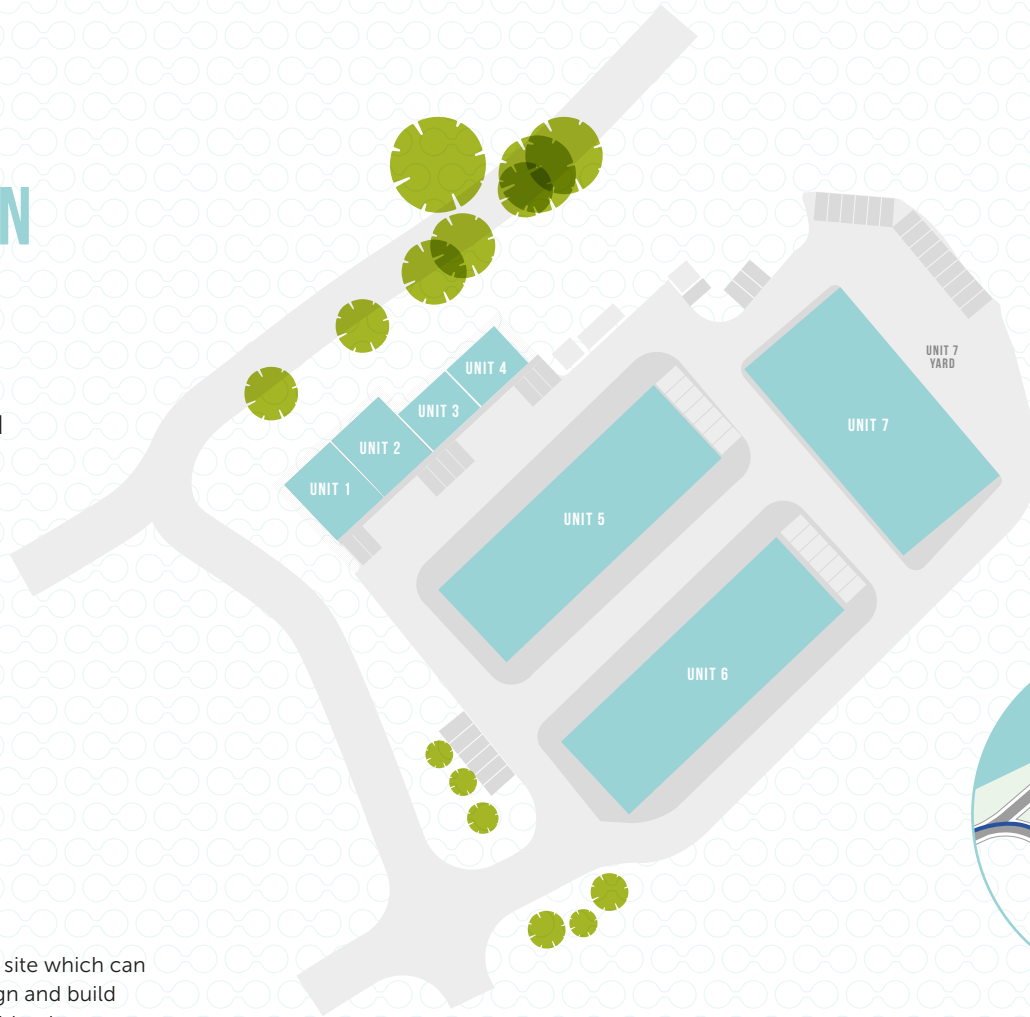 N
UNIT 4
UNIT 3
UNIT 2
UNIT 1
UNIT 7
YARD
UNIT 7
UNIT 5
UNIT 6
site which can
gn and build